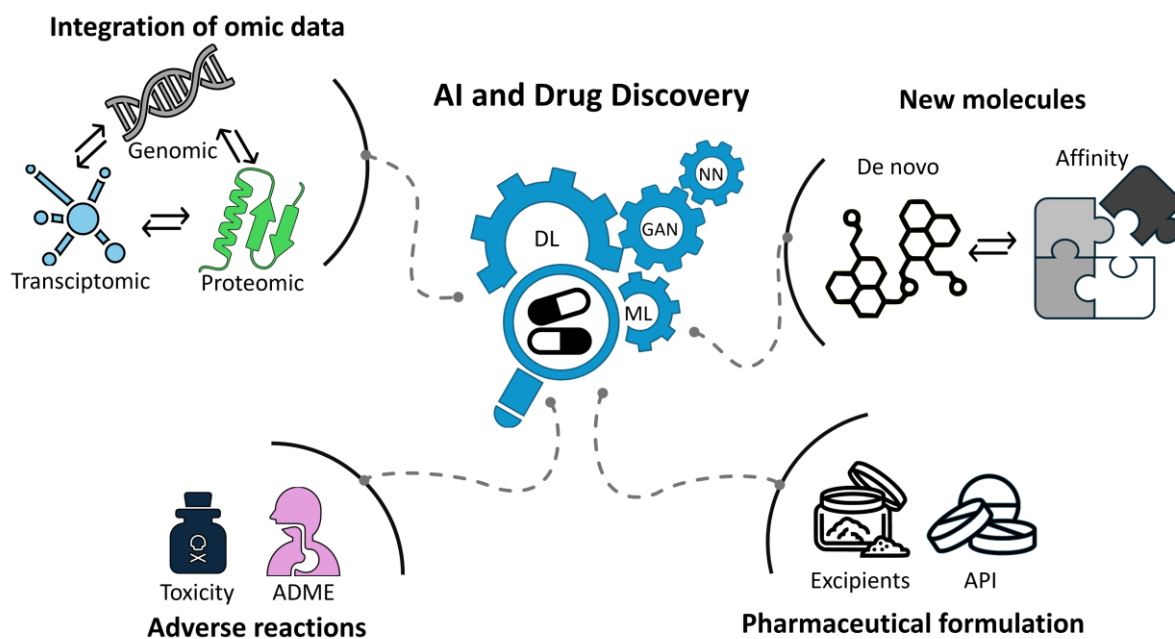 Integration of omic data
Genomic
Transciptomic
Proteomic
AI and Drug Discovery
NN
GAN
DL
ML
New molecules
De novo
Affinity
Toxicity
ADME
Adverse reactions
Excipients
API
Pharmaceutical formulation